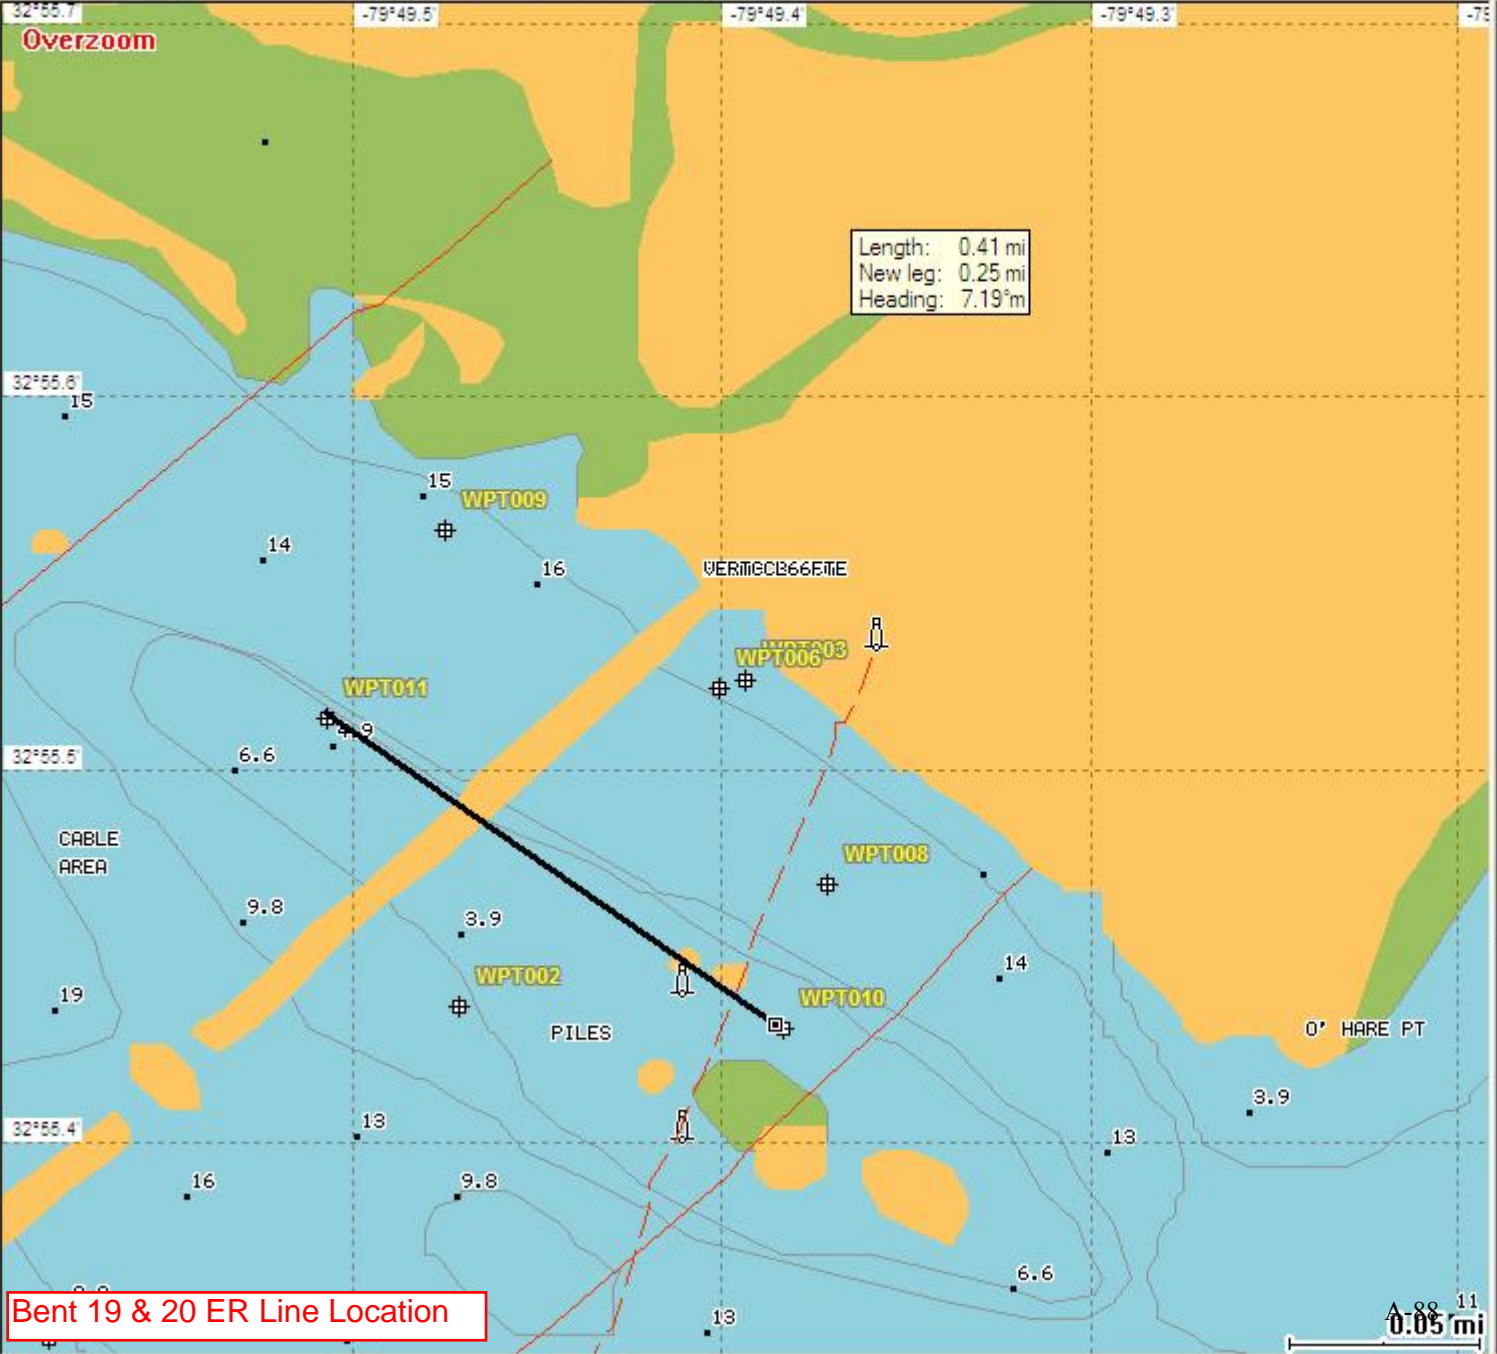 32°55.7'
-79°49.5'
-79°49.4'
-79°49.3'
Overzoom
Length: 0.41 mi
New leg: 0.25 mi
Heading: 7.19°m
32°55.6'
15
15
WPT009
14
16
WPT006
WPT011
32°55.5'
6.6
CABLE
AREA
WPT008
9.8
3.9
14
WPT002
WPT010
19
PILES
O' HARE PT
3.9
32°55.4'
13
13
16
9.8
6.6
Bent 19 & 20 ER Line Location
13
11
A-88
0.05 mi